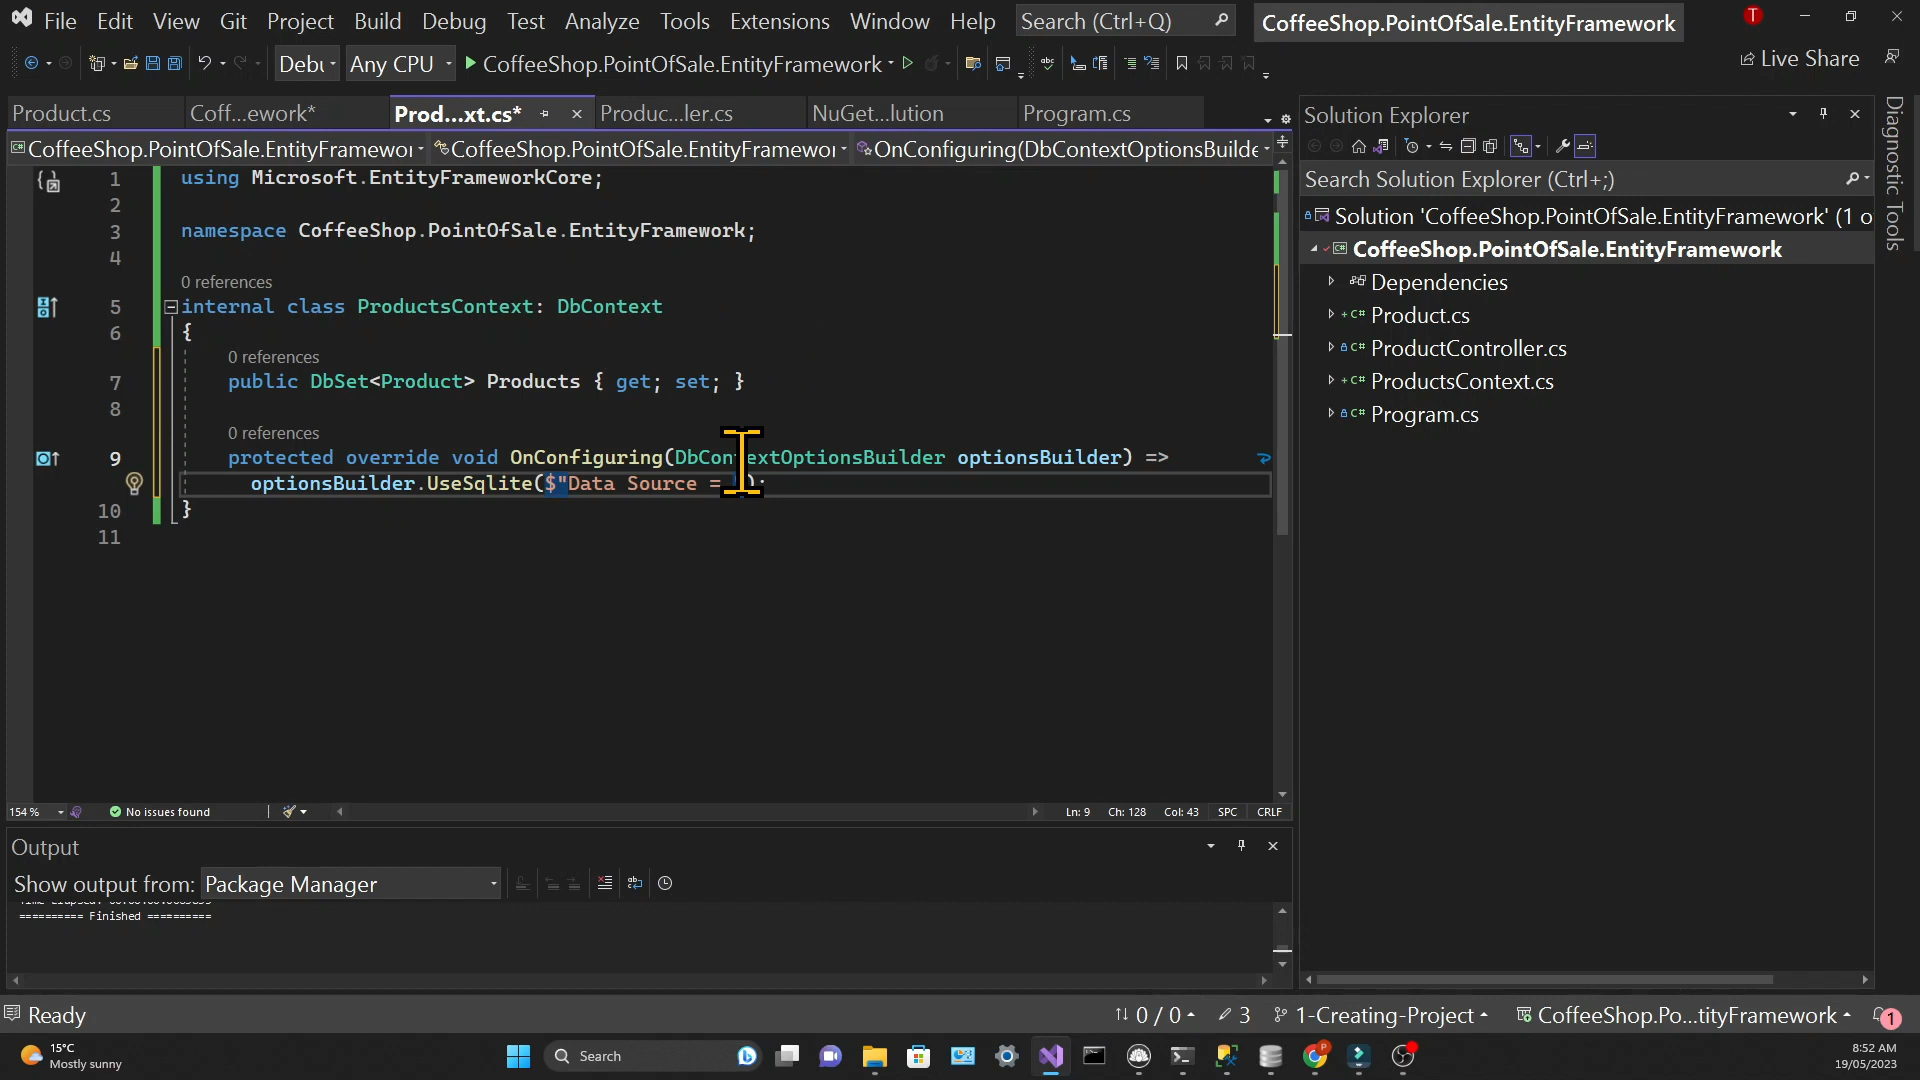 File Edit View Git Project Build Debug Test Analyze Tools Extensions Window Help Search (Ctrl+Q) CoffeeShop.PointOfSale.EntityFramework T
Debu Any CPU CoffeeShop.PointOfSale.EntityFramework Live Share
Product.cs Coff...ework* Prod...xt.cs* Produc...ler.cs NuGet...lution Program.cs
CoffeeShop.PointOfSale.EntityFramewor CoffeeShop.PointOfSale.EntityFramewor OnConfiguring(DbContextOptionsBuilde
1 using Microsoft.EntityFrameworkCore;
2
3 namespace CoffeeShop.PointOfSale.EntityFramework;
4
0 references
5 internal class ProductsContext: DbContext
6 {
0 references
7 public DbSet<Product> Products { get; set; }
8
0 references
9 protected override void OnConfiguring(DbContextOptionsBuilder optionsBuilder) =>
optionsBuilder.UseSqlite($"Data Source = );
10 }
11
154 % No issues found Ln: 9 Ch: 128 Col: 43 SPC CRLF
Output
Show output from: Package Manager
========== Finished ==========
Solution Explorer
Search Solution Explorer (Ctrl+;)
Solution 'CoffeeShop.PointOfSale.EntityFramework' (1 o
CoffeeShop.PointOfSale.EntityFramework
Dependencies
Product.cs
ProductController.cs
ProductsContext.cs
Program.cs
Diagnostic Tools
Ready 0 / 0 3 1-Creating-Project CoffeeShop.Po...tityFramework 1
15°C
Mostly sunny
Search
8:52 AM
19/05/2023